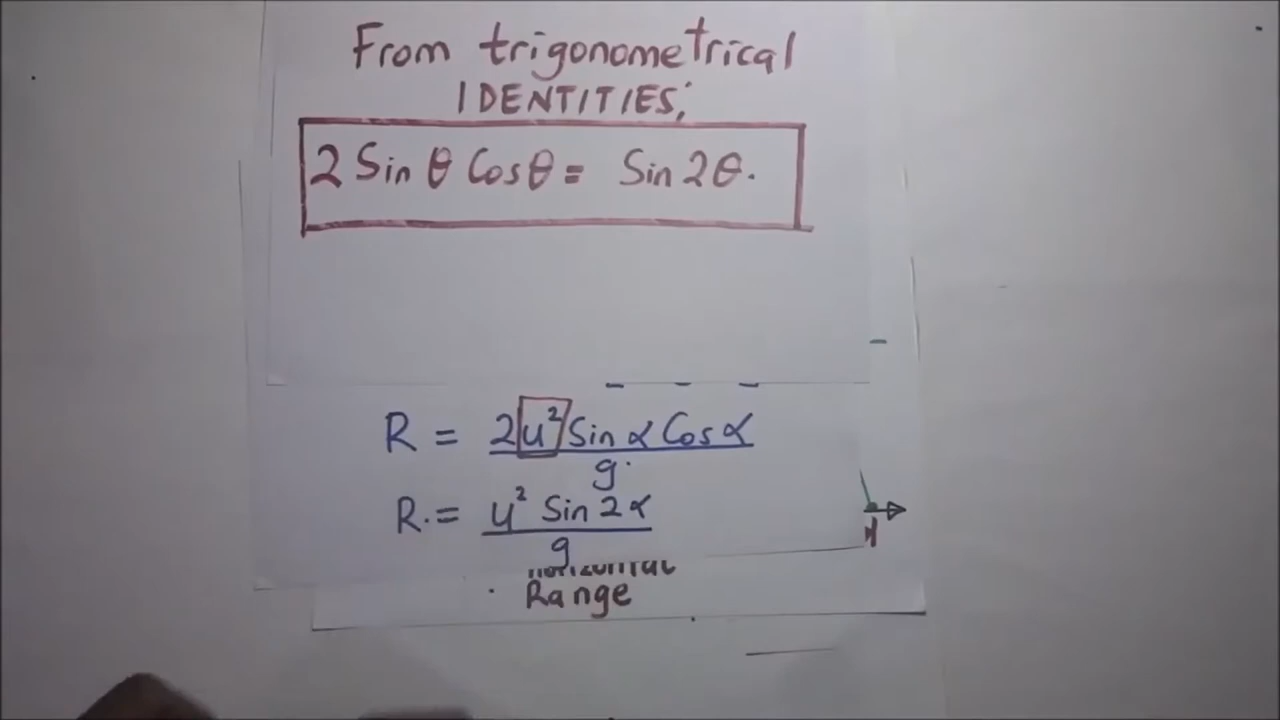 From trigonometrical
IDENTITIES;
2 Sin θ Cos θ = Sin 2θ.
R = 2u² Sin α Cos α / g.
R. = u² Sin 2α / g
Range